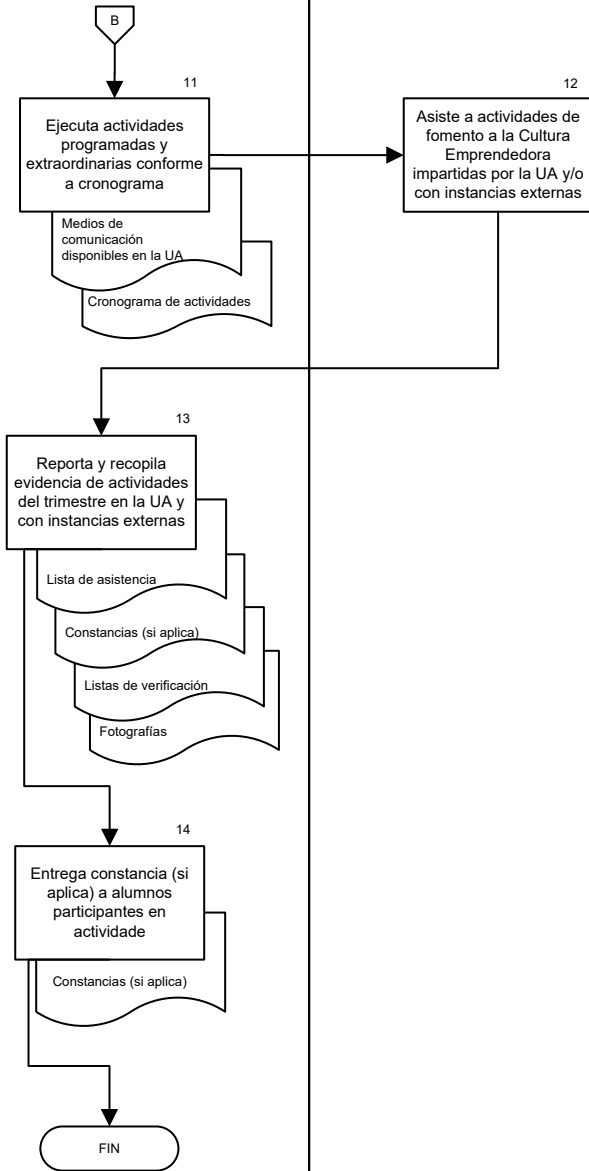 B
11
Ejecuta actividades
programadas y
extraordinarias conforme
a cronograma
Medios de
comunicación
disponibles en la UA
Cronograma de actividades
12
Asiste a actividades de
fomento a la Cultura
Emprendedora
impartidas por la UA y/o
con instancias externas
13
Reporta y recopila
evidencia de actividades
del trimestre en la UA y
con instancias externas
Lista de asistencia
Constancias (si aplica)
Listas de verificación
Fotografías
14
Entrega constancia (si
aplica) a alumnos
participantes en
actividade
Constancias (si aplica)
FIN